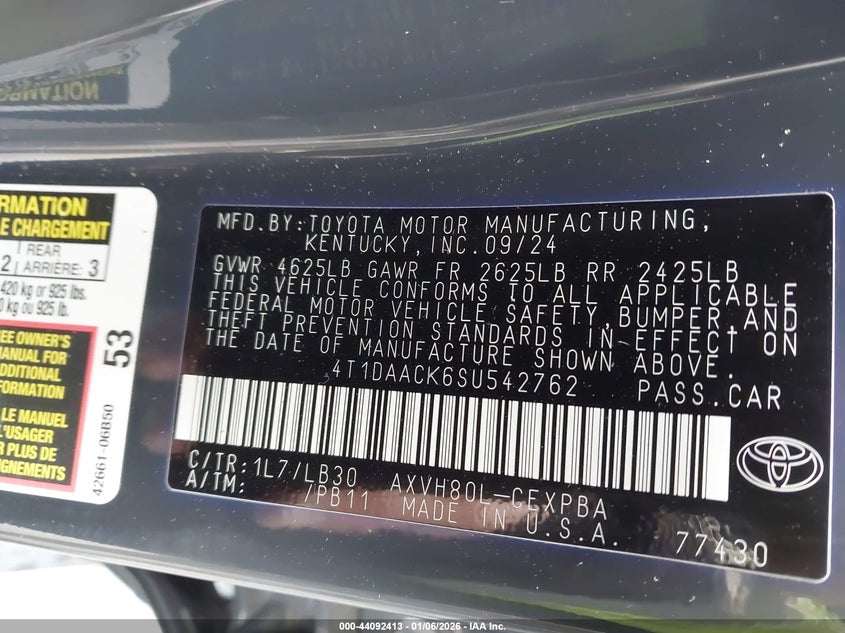 ORMATION
RMATION
E CHARGEMENT
2 | REAR
ARRIÈRE: 3
420 kg or 925 lbs.
0 kg ou 925 lb.
EE OWNER'S
MANUAL FOR
ADDITIONAL
FORMATION
LE MANUEL
L'USAGER
R PLUS DE
IGNEMENTS
53
42661-06B50
MFD.BY:TOYOTA MOTOR MANUFACTURING,
KENTUCKY,INC.09/24
GVWR 4625LB GAWR FR 2625LB RR 2425LB
THIS VEHICLE CONFORMS TO ALL APPLICABLE
FEDERAL MOTOR VEHICLE SAFETY,BUMPER,AND
THEFT PREVENTION STANDARDS IN EFFECT ON
THE DATE OF MANUFACTURE SHOWN ABOVE.
4T1DAACK6SU542762 PASS.CAR
C/TR:1L7/LB30 AXVH80L-CEXPBA
A/TM: /PB11 MADE IN U.S.A.
77430
000-44092413 - 01/06/2026 - IAA Inc.